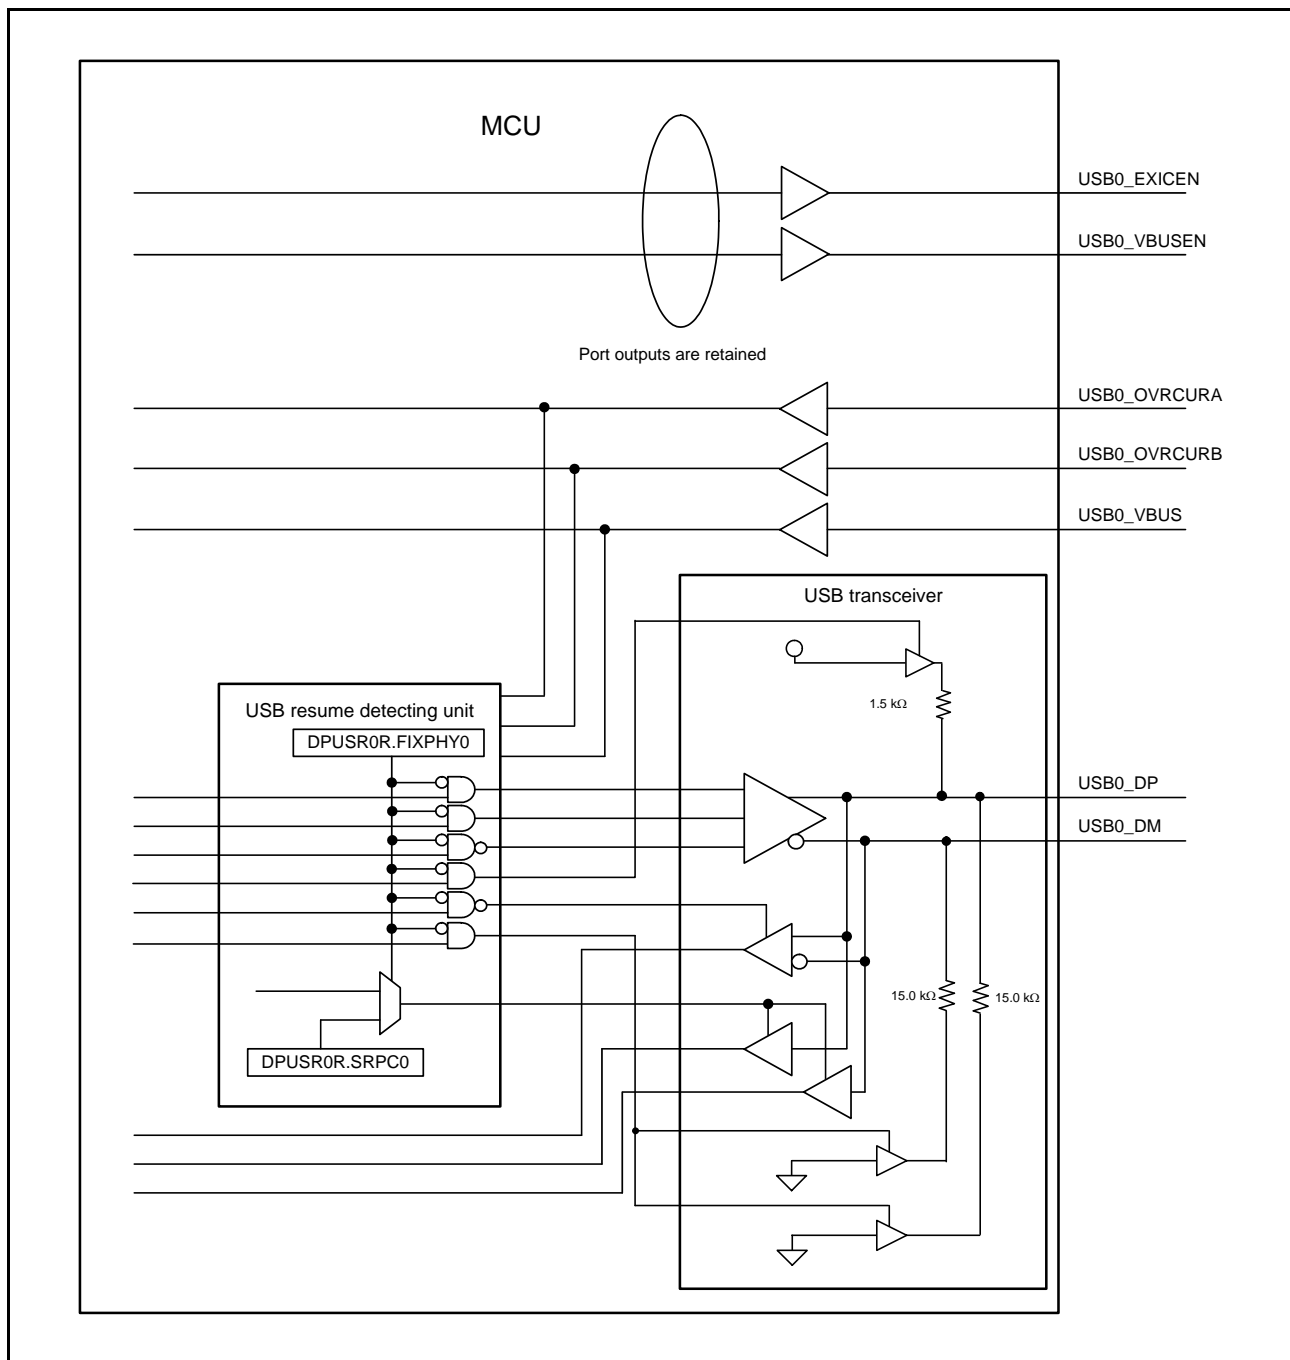 MCU
USB0_EXICEN
USB0_VBUSEN
Port outputs are retained
USB0_OVRCURA
USB0_OVRCURB
USB0_VBUS
USB transceiver
1.5 kΩ
USB resume detecting unit
DPUSR0R.FIXPHY0
USB0_DP
USB0_DM
15.0 kΩ
15.0 kΩ
DPUSR0R.SRPC0